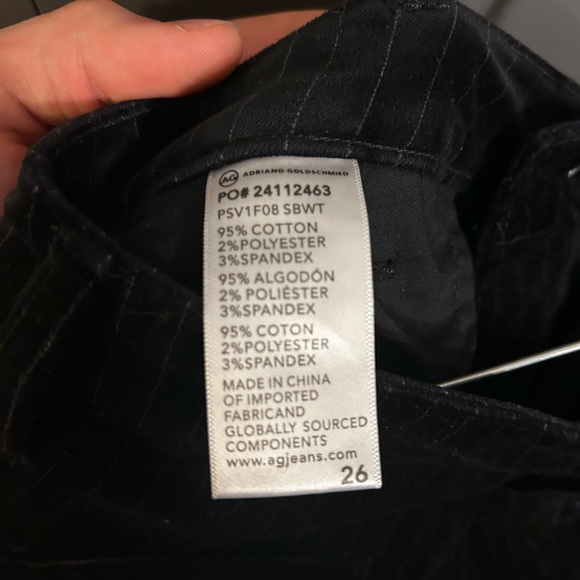 AG ADRIANO GOLDSCHMIED
PO# 24112463
PSV1F08 SBWT
95% COTTON
2%POLYESTER
3%SPANDEX
95% ALGODÓN
2% POLIÉSTER
3%SPANDEX
95% COTON
2%POLYESTER
3%SPANDEX
MADE IN CHINA
OF IMPORTED
FABRICAND
GLOBALLY SOURCED
COMPONENTS
www.agjeans.com
26